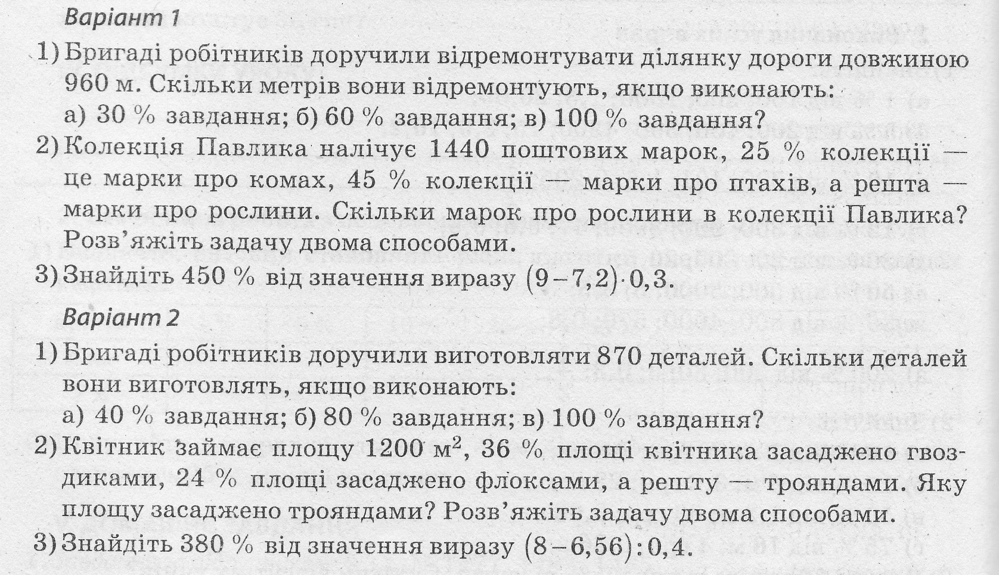 Варіант 1
1) Бригаді робітників доручили відремонтувати ділянку дороги довжиною
960 м. Скільки метрів вони відремонтують, якщо виконають:
а) 30 % завдання; б) 60 % завдання; в) 100 % завдання?
2) Колекція Павлика налічує 1440 поштових марок, 25 % колекції —
це марки про комах, 45 % колекції — марки про птахів, а решта —
марки про рослини. Скільки марок про рослини в колекції Павлика?
Розв’яжіть задачу двома способами.
3) Знайдіть 450 % від значення виразу (9–7,2)·0,3.
Варіант 2
1) Бригаді робітників доручили виготовляти 870 деталей. Скільки деталей
вони виготовлять, якщо виконають:
а) 40 % завдання; б) 80 % завдання; в) 100 % завдання?
2) Квітник займає площу 1200 м², 36 % площі квітника засаджено гвоз-
диками, 24 % площі засаджено флоксами, а решту — трояндами. Яку
площу засаджено трояндами? Розв’яжіть задачу двома способами.
3) Знайдіть 380 % від значення виразу (8–6,56):0,4.